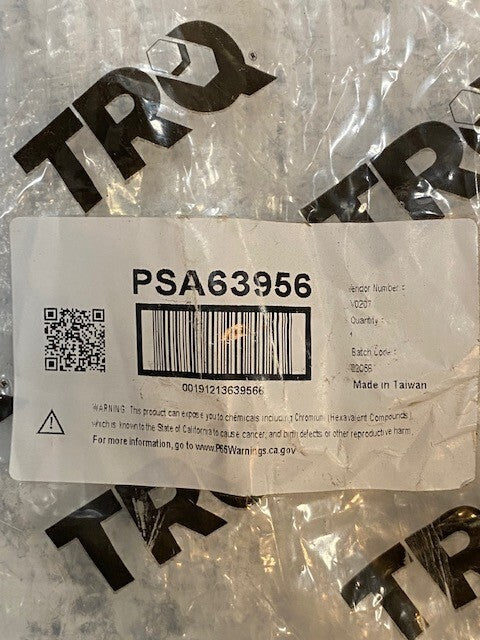 TRQ
TRQ
PSA63956
Vendor Number:
V0207
Quantity:
1
Batch Code:
Made in Taiwan
00191213639566
WARNING: This product can expose you to chemicals including Chromium (Hexavalent Compounds),
which is known to the State of California to cause cancer, and birth defects or other reproductive harm.
For more information, go to www.P65Warnings.ca.gov
TRQ
TRQ